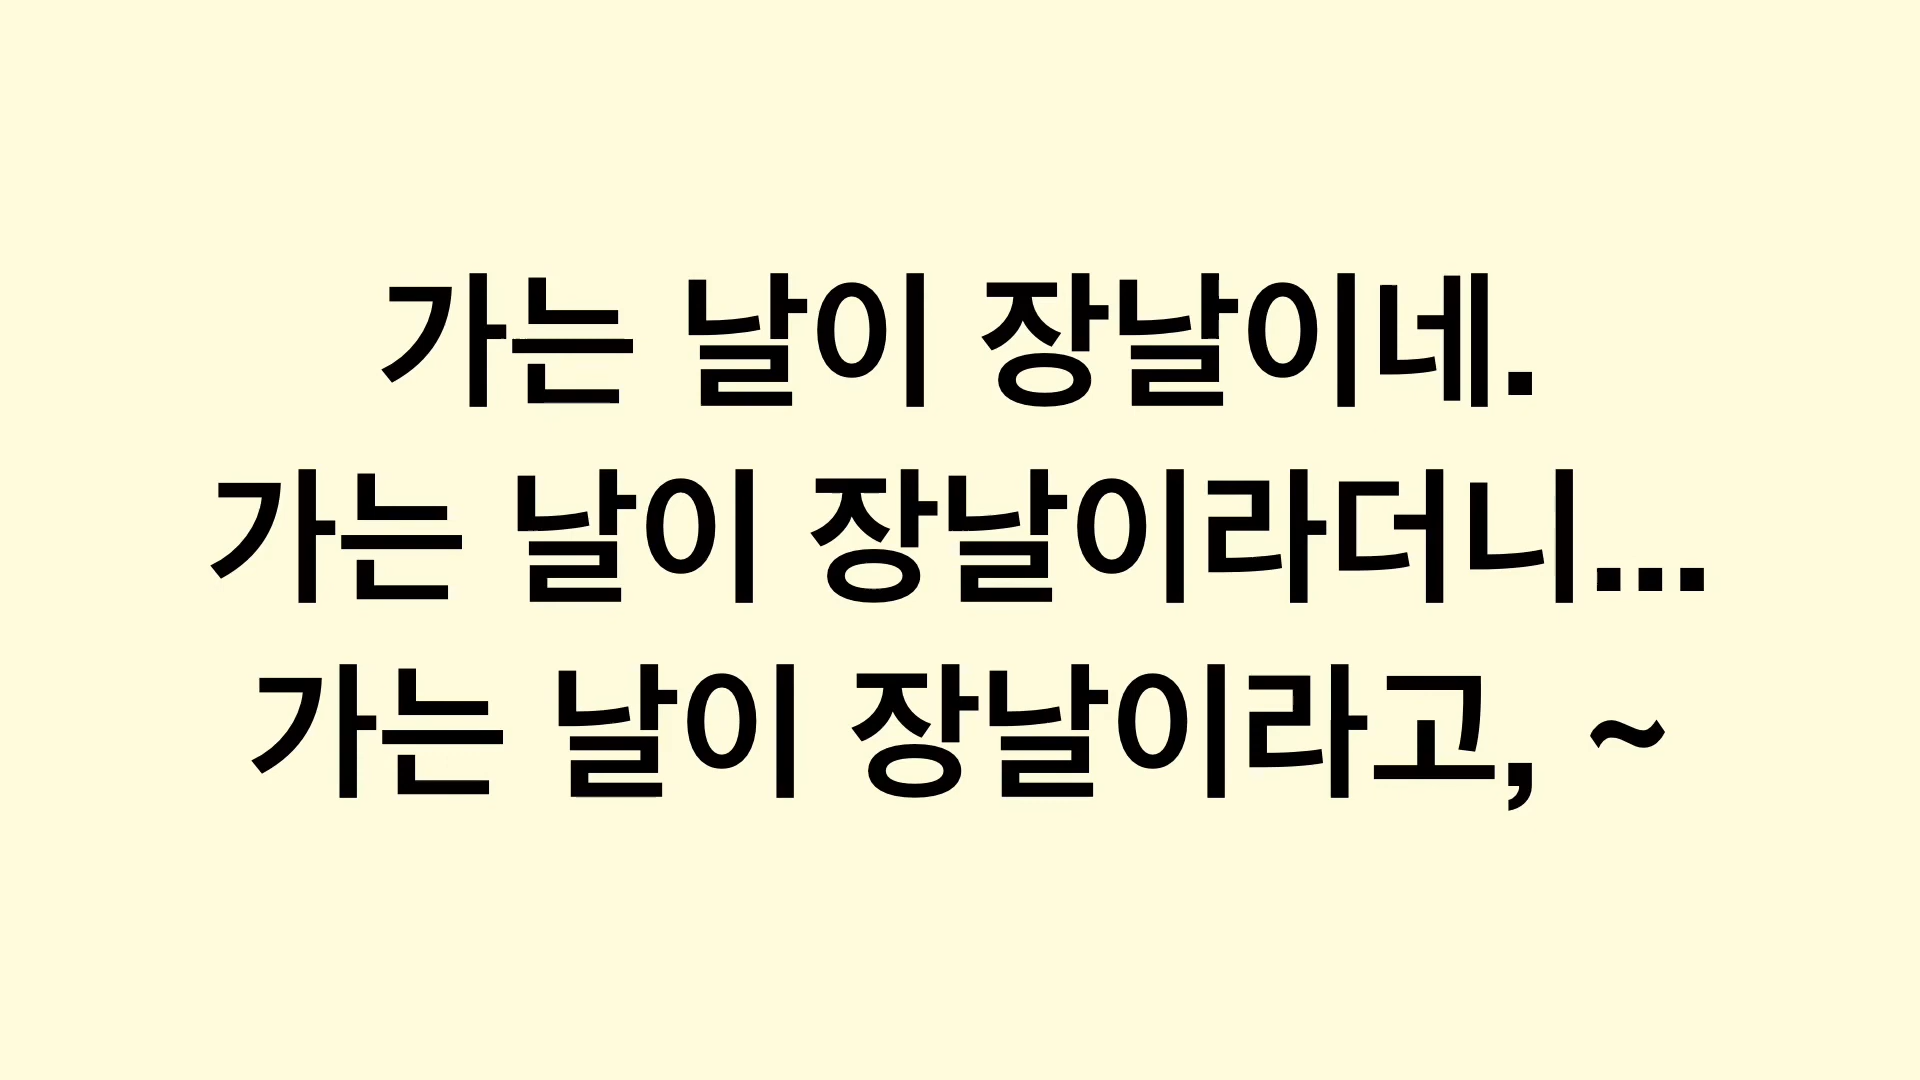 가는 날이 장날이네.
가는 날이 장날이라더니...
가는 날이 장날이라고, ~